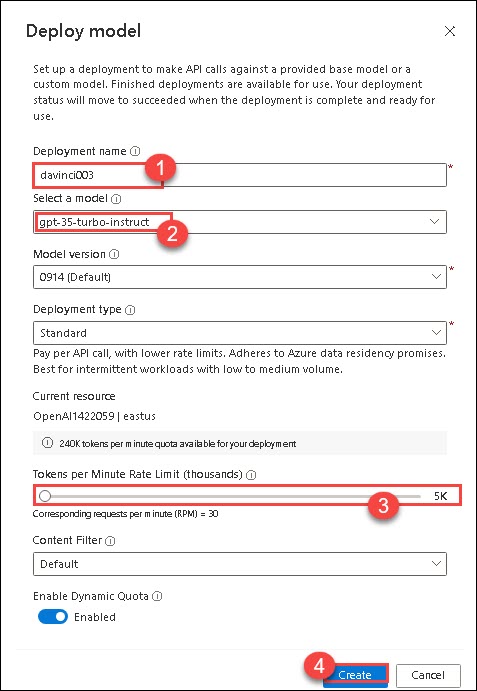 Deploy model
Set up a deployment to make API calls against a provided base model or a
custom model. Finished deployments are available for use. Your deployment
status will move to succeeded when the deployment is complete and ready for
use.
Deployment name
1
davinci003
*
Select a model
gpt-35-turbo-instruct
2
Model version
0914 (Default)
*
Deployment type
Standard
*
Pay per API call, with lower rate limits. Adheres to Azure data residency promises.
Best for intermittent workloads with low to medium volume.
Current resource
OpenAI1422059 | eastus
240K tokens per minute quota available for your deployment
Tokens per Minute Rate Limit (thousands)
3
5K
Corresponding requests per minute (RPM) = 30
Content Filter
Default
Enable Dynamic Quota
Enabled
4
Create
Cancel